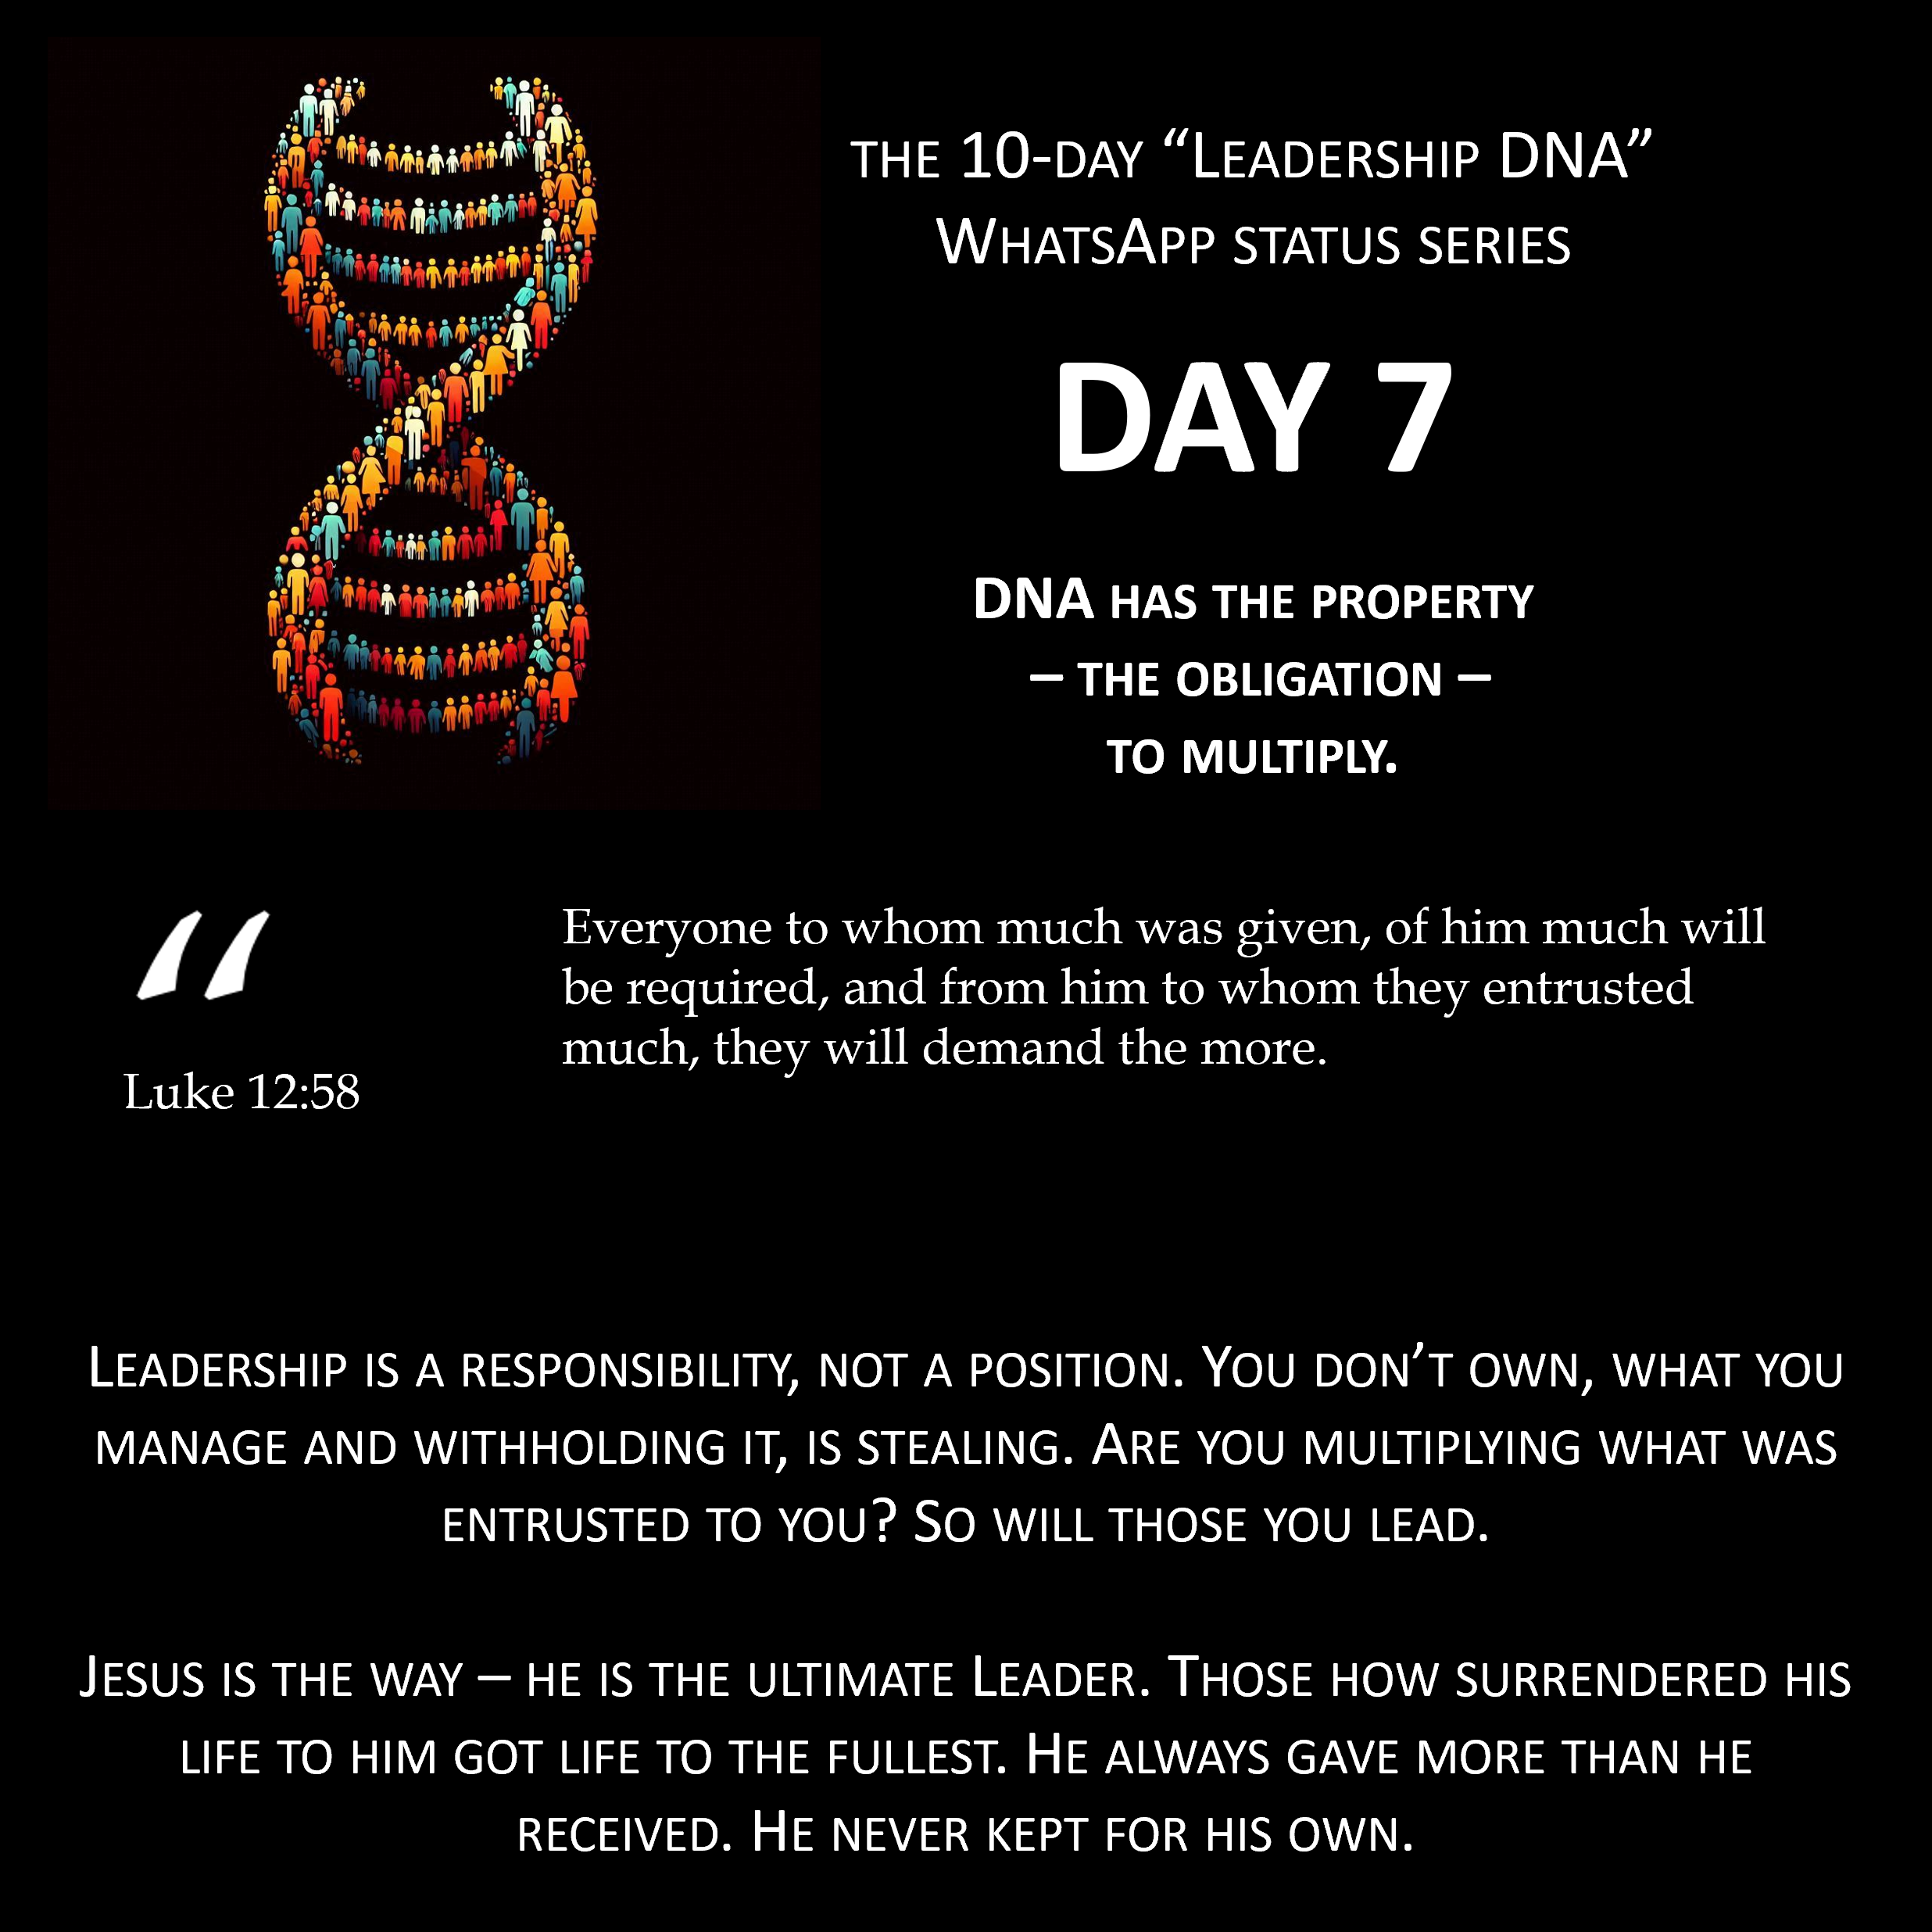 THE 10-DAY “LEADERSHIP DNA”
WHATSAPP STATUS SERIES
DAY 7
DNA HAS THE PROPERTY
– THE OBLIGATION –
TO MULTIPLY.
“
Luke 12:58
Everyone to whom much was given, of him much will
be required, and from him to whom they entrusted
much, they will demand the more.
LEADERSHIP IS A RESPONSIBILITY, NOT A POSITION. YOU DON’T OWN, WHAT YOU
MANAGE AND WITHHOLDING IT, IS STEALING. ARE YOU MULTIPLYING WHAT WAS
ENTRUSTED TO YOU? SO WILL THOSE YOU LEAD.
JESUS IS THE WAY – HE IS THE ULTIMATE LEADER. THOSE HOW SURRENDERED HIS
LIFE TO HIM GOT LIFE TO THE FULLEST. HE ALWAYS GAVE MORE THAN HE
RECEIVED. HE NEVER KEPT FOR HIS OWN.